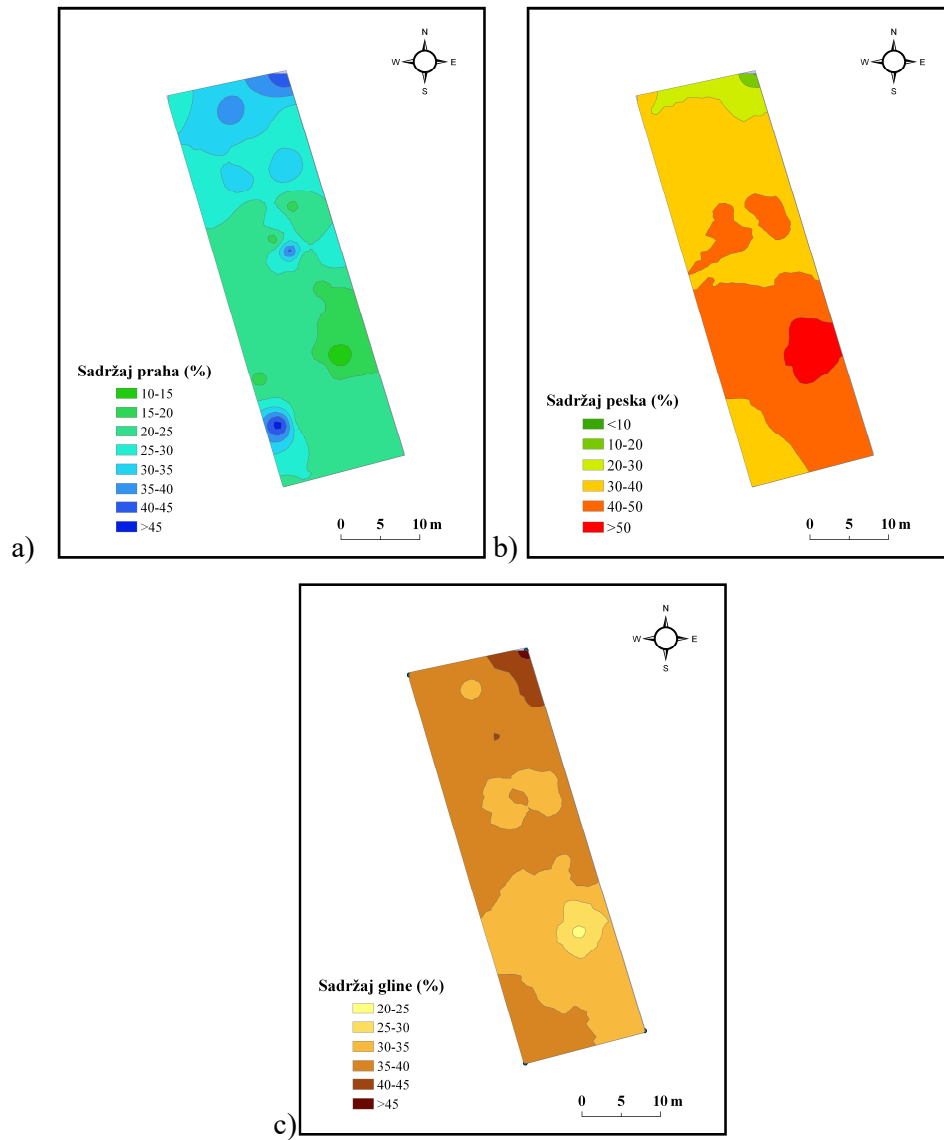 N
W E
S
Sadržaj praha (%)
10-15
15-20
20-25
25-30
30-35
35-40
40-45
>45
0 5 10 m
a)
N
W E
S
Sadržaj peska (%)
<10
10-20
20-30
30-40
40-50
>50
0 5 10 m
b)
N
W E
S
Sadržaj gline (%)
20-25
25-30
30-35
35-40
40-45
>45
0 5 10 m
c)